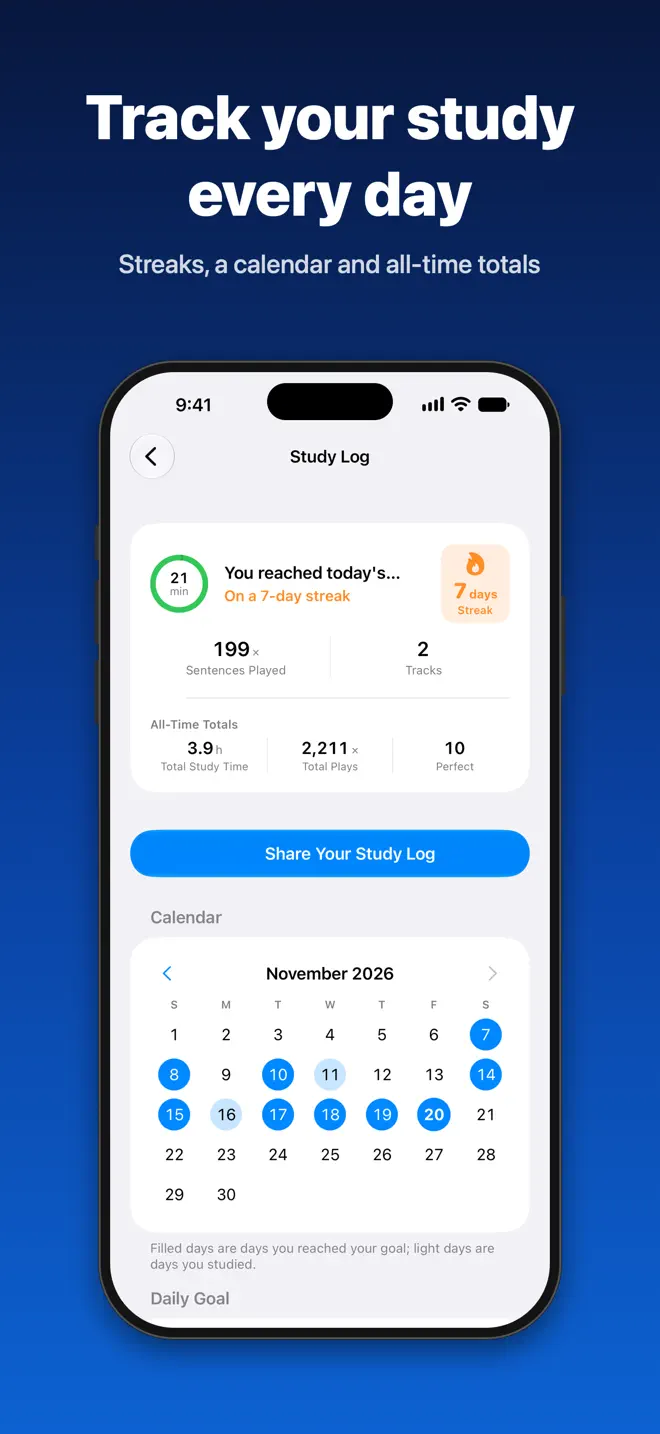 Track your study
every day
Streaks, a calendar and all-time totals
9:41
Study Log
21
min
You reached today's...
On a 7-day streak
7 days
Streak
199 ×
Sentences Played
2
Tracks
All-Time Totals
3.9 h
Total Study Time
2,211 ×
Total Plays
10
Perfect
Share Your Study Log
Calendar
November 2026
S M T W T F S
1 2 3 4 5 6 7
8 9 10 11 12 13 14
15 16 17 18 19 20 21
22 23 24 25 26 27 28
29 30
Filled days are days you reached your goal; light days are
days you studied.
Daily Goal